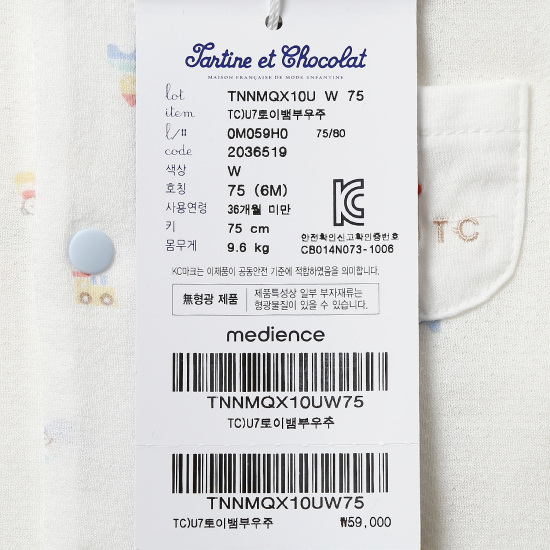 Tartine et Chocolat
MAISON FRANÇAISE DE MODE ENFANTINE
lot TNNMQX10U W 75
item TC)U7토이뱀부우주
l/# 0M059H0 75/80
code 2036519
색상 W
호칭 75 (6M)
사용연령 36개월 미만
키 75 cm
몸무게 9.6 kg
안전확인신고확인증번호
CB014N073-1006
TC
KC마크는 이제품이 공동안전 기준에 적합하였음을 의미합니다.
無형광 제품
제품특성상 일부 부자재류는
형광물질이 있을 수 있습니다.
medience
TNNMQX10UW75
TC)U7토이뱀부우주
TNNMQX10UW75
TC)U7토이뱀부우주 ₩59,000